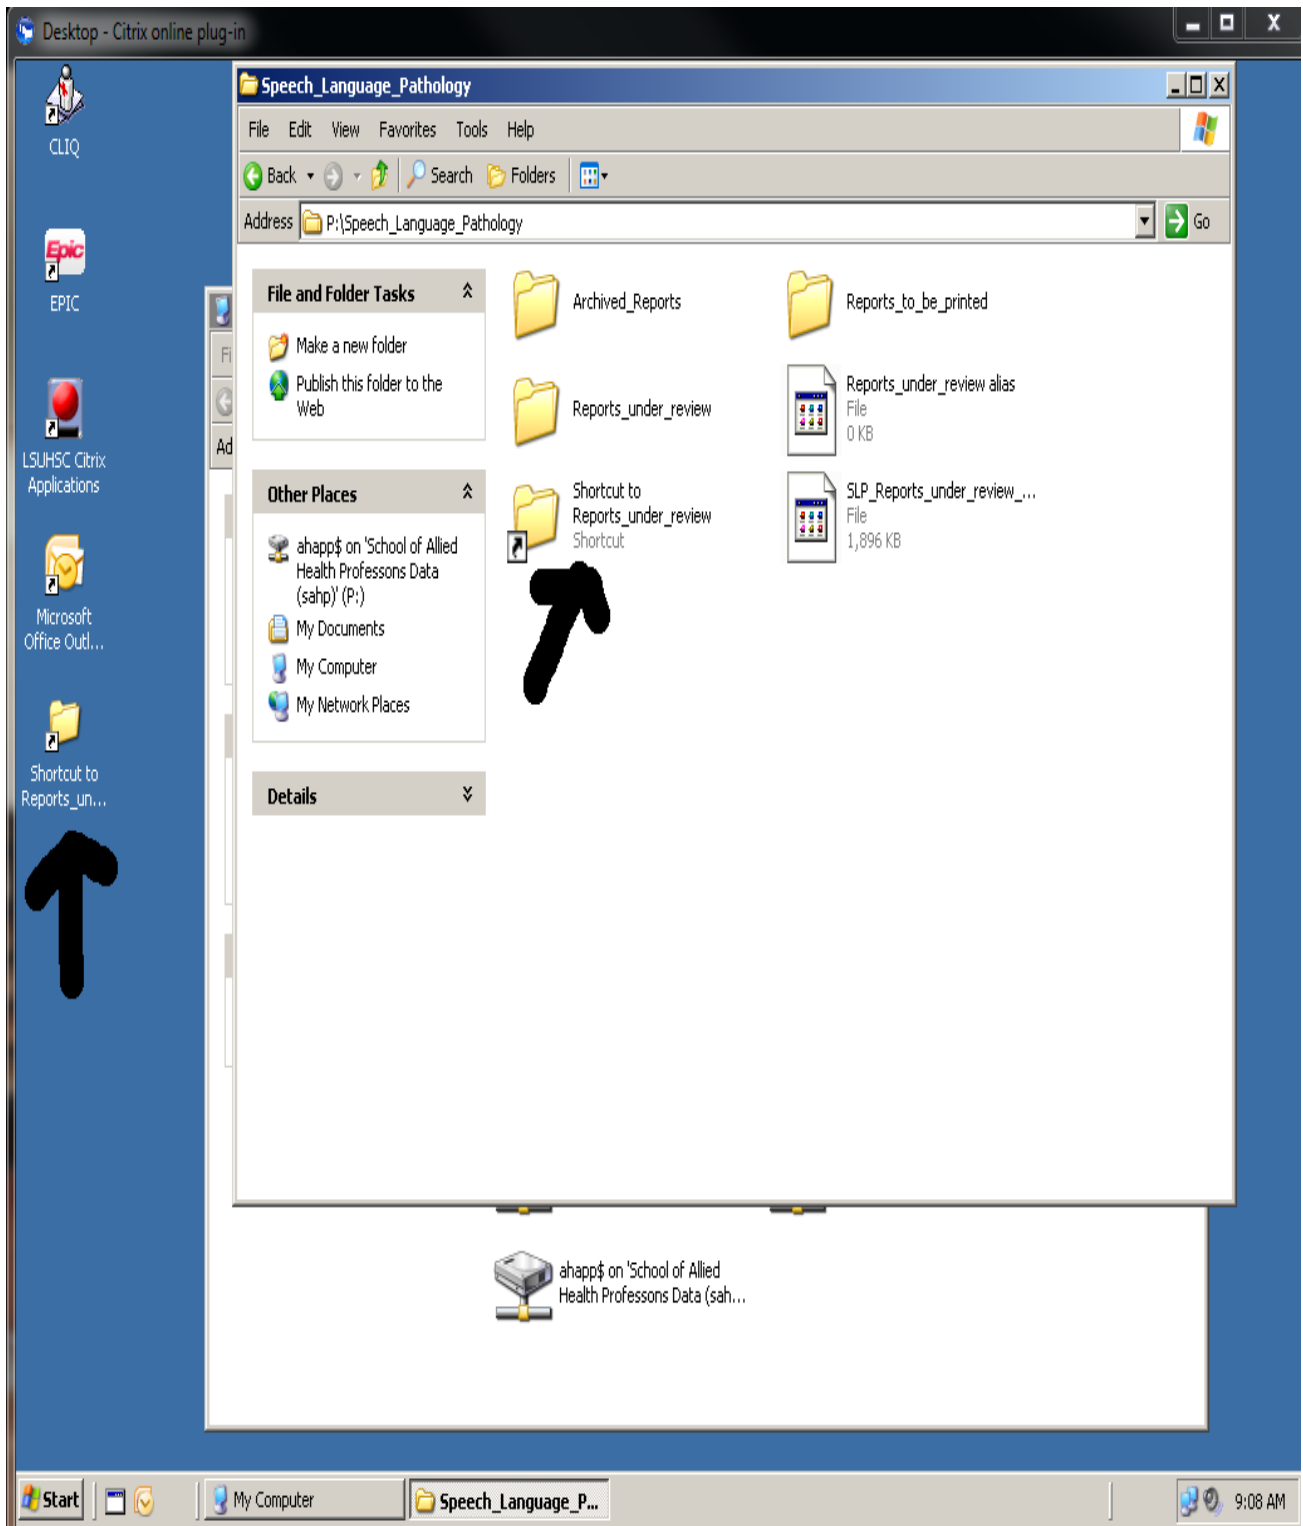 Desktop - Citrix online plug-in
CLIQ
Epic
EPIC
LSUHSC Citrix
Applications
Microsoft
Office Outl...
Shortcut to
Reports_un...
Speech_Language_Pathology
File Edit View Favorites Tools Help
Back Search Folders
Address P:\Speech_Language_Pathology Go
Fi
Ad
File and Folder Tasks
Make a new folder
Publish this folder to the
Web
Other Places
ahapp$ on 'School of Allied
Health Professons Data
(sahp)' (P:)
My Documents
My Computer
My Network Places
Details
Archived_Reports
Reports_to_be_printed
Reports_under_review
Reports_under_review alias
File
0 KB
Shortcut to
Reports_under_review
Shortcut
SLP_Reports_under_review_...
File
1,896 KB
ahapp$ on 'School of Allied
Health Professons Data (sah...
Start My Computer Speech_Language_P... 9:08 AM